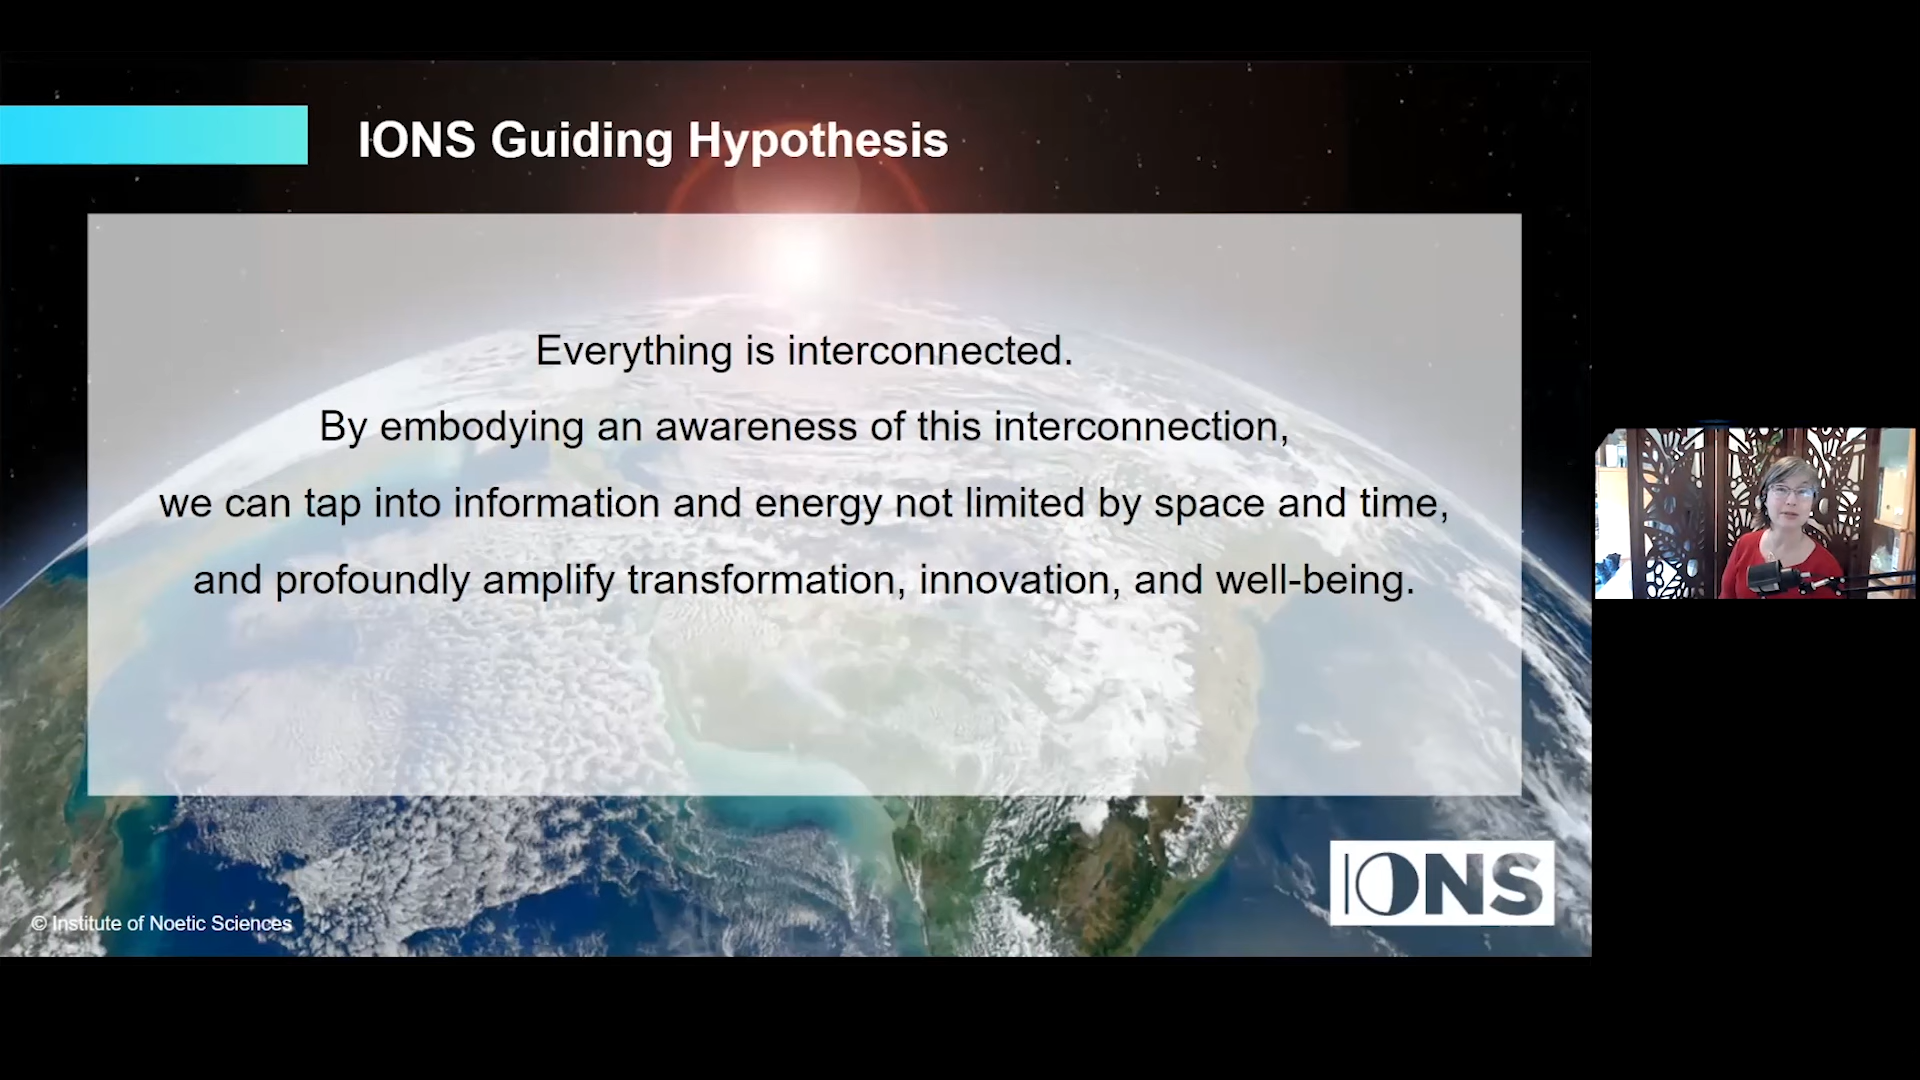 IONS Guiding Hypothesis
Everything is interconnected.
By embodying an awareness of this interconnection,
we can tap into information and energy not limited by space and time,
and profoundly amplify transformation, innovation, and well-being.
IONS
© Institute of Noetic Sciences